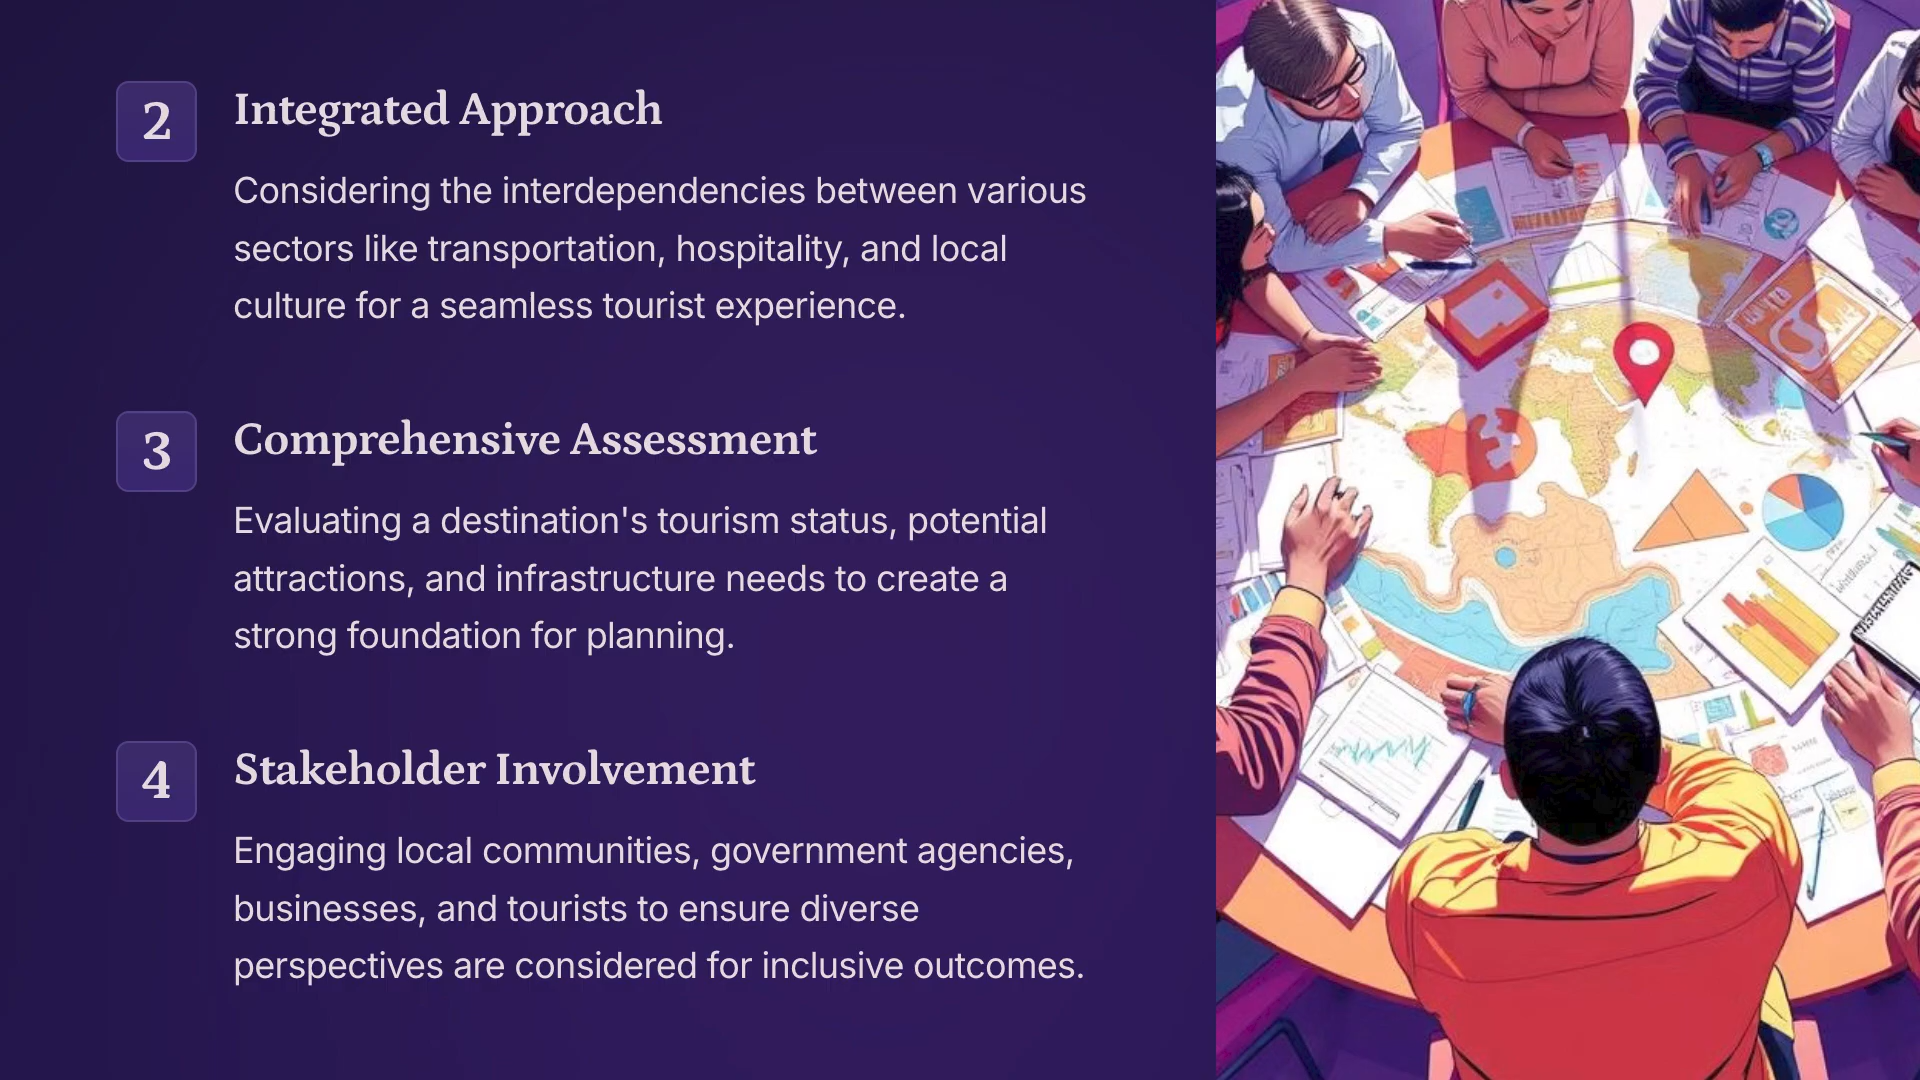 2
Integrated Approach
Considering the interdependencies between various
sectors like transportation, hospitality, and local
culture for a seamless tourist experience.
3
Comprehensive Assessment
Evaluating a destination's tourism status, potential
attractions, and infrastructure needs to create a
strong foundation for planning.
4
Stakeholder Involvement
Engaging local communities, government agencies,
businesses, and tourists to ensure diverse
perspectives are considered for inclusive outcomes.